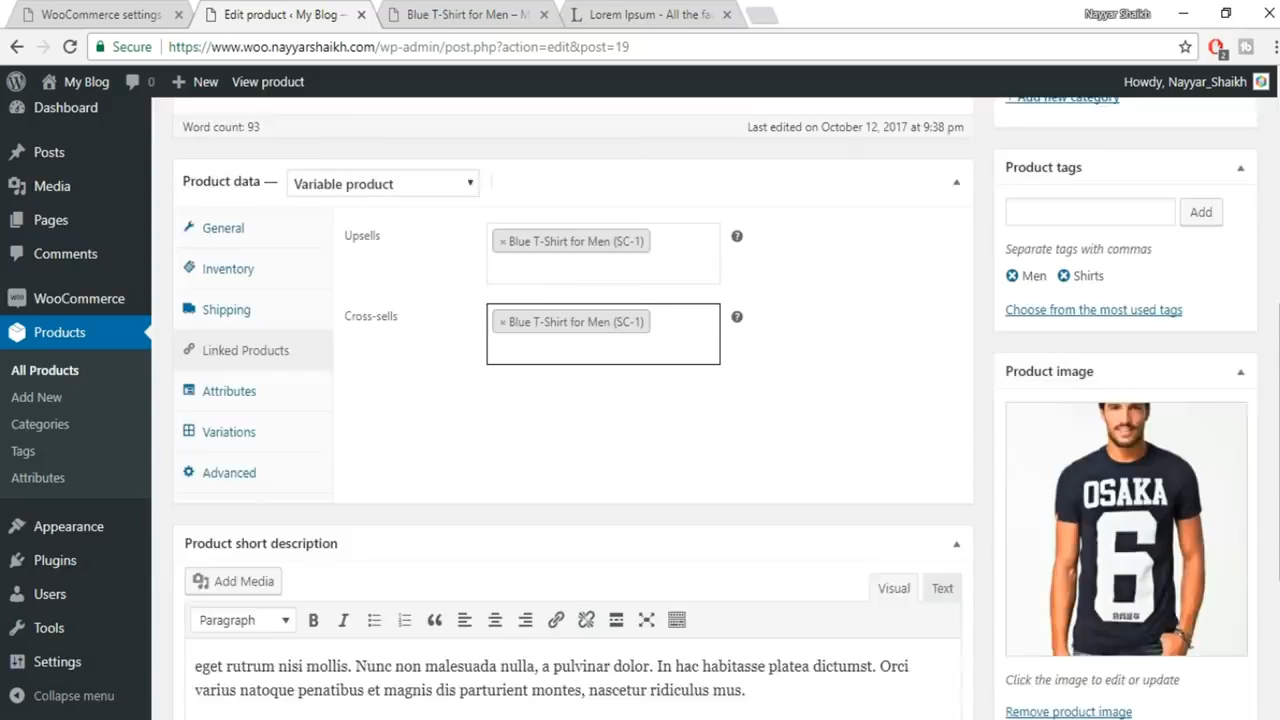 WooCommerce settings
Edit product ‹ My Blog —
Blue T-Shirt for Men – M
Lorem Ipsum - All the fa
Nayyar Shaikh
Secure
https://www.woo.nayyarshaikh.com/wp-admin/post.php?action=edit&post=19
2
My Blog
0
New
View product
Howdy, Nayyar_Shaikh
Dashboard
Posts
Media
Pages
Comments
WooCommerce
Products
All Products
Add New
Categories
Tags
Attributes
Appearance
Plugins
Users
Tools
Settings
Collapse menu
Word count: 93
Last edited on October 12, 2017 at 9:38 pm
Product data —
Variable product
General
Inventory
Shipping
Linked Products
Attributes
Variations
Advanced
Upsells
× Blue T-Shirt for Men (SC-1)
Cross-sells
× Blue T-Shirt for Men (SC-1)
Product short description
Add Media
Visual
Text
Paragraph
B
I
eget rutrum nisi mollis. Nunc non malesuada nulla, a pulvinar dolor. In hac habitasse platea dictumst. Orci
varius natoque penatibus et magnis dis parturient montes, nascetur ridiculus mus.
+ Add new category
Product tags
Add
Separate tags with commas
Men
Shirts
Choose from the most used tags
Product image
OSAKA
6
Click the image to edit or update
Remove product image